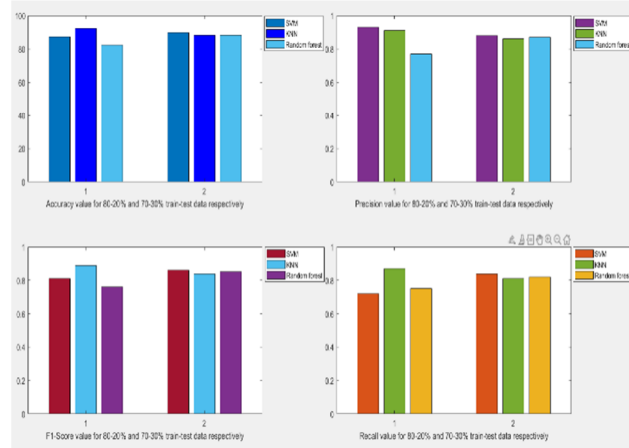 100
80
60
40
20
0
1
2
SVM
KNN
Random forest
Accuracy value for 80-20% and 70-30% train-test data respectively
1
0.8
0.6
0.4
0.2
0
1
2
SVM
KNN
Random forest
Precision value for 80-20% and 70-30% train-test data respectively
1
0.8
0.6
0.4
0.2
0
1
2
SVM
KNN
Random forest
F1-Score value for 80-20% and 70-30% train-test data respectively
0.8
0.6
0.4
0.2
0
1
2
SVM
KNN
Random forest
Recall value for 80-20% and 70-30% train-test data respectively